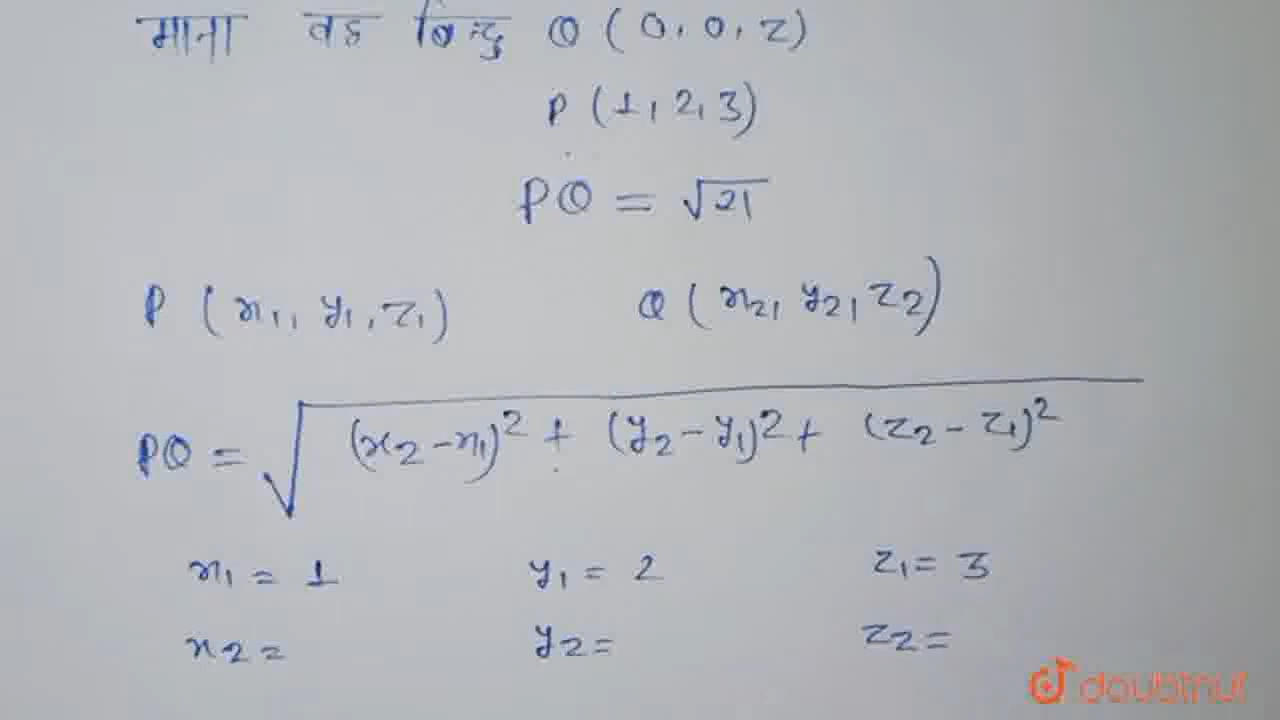 माना वह बिन्दु Q (0, 0, z)
P (1, 2, 3)
PQ = √21
P (x₁, y₁, z₁) Q (x₂, y₂, z₂)
PQ = √(x₂ - x₁)² + (y₂ - y₁)² + (z₂ - z₁)²
x₁ = 1 y₁ = 2 z₁ = 3
x₂ = y₂ = z₂ =
doubtnut